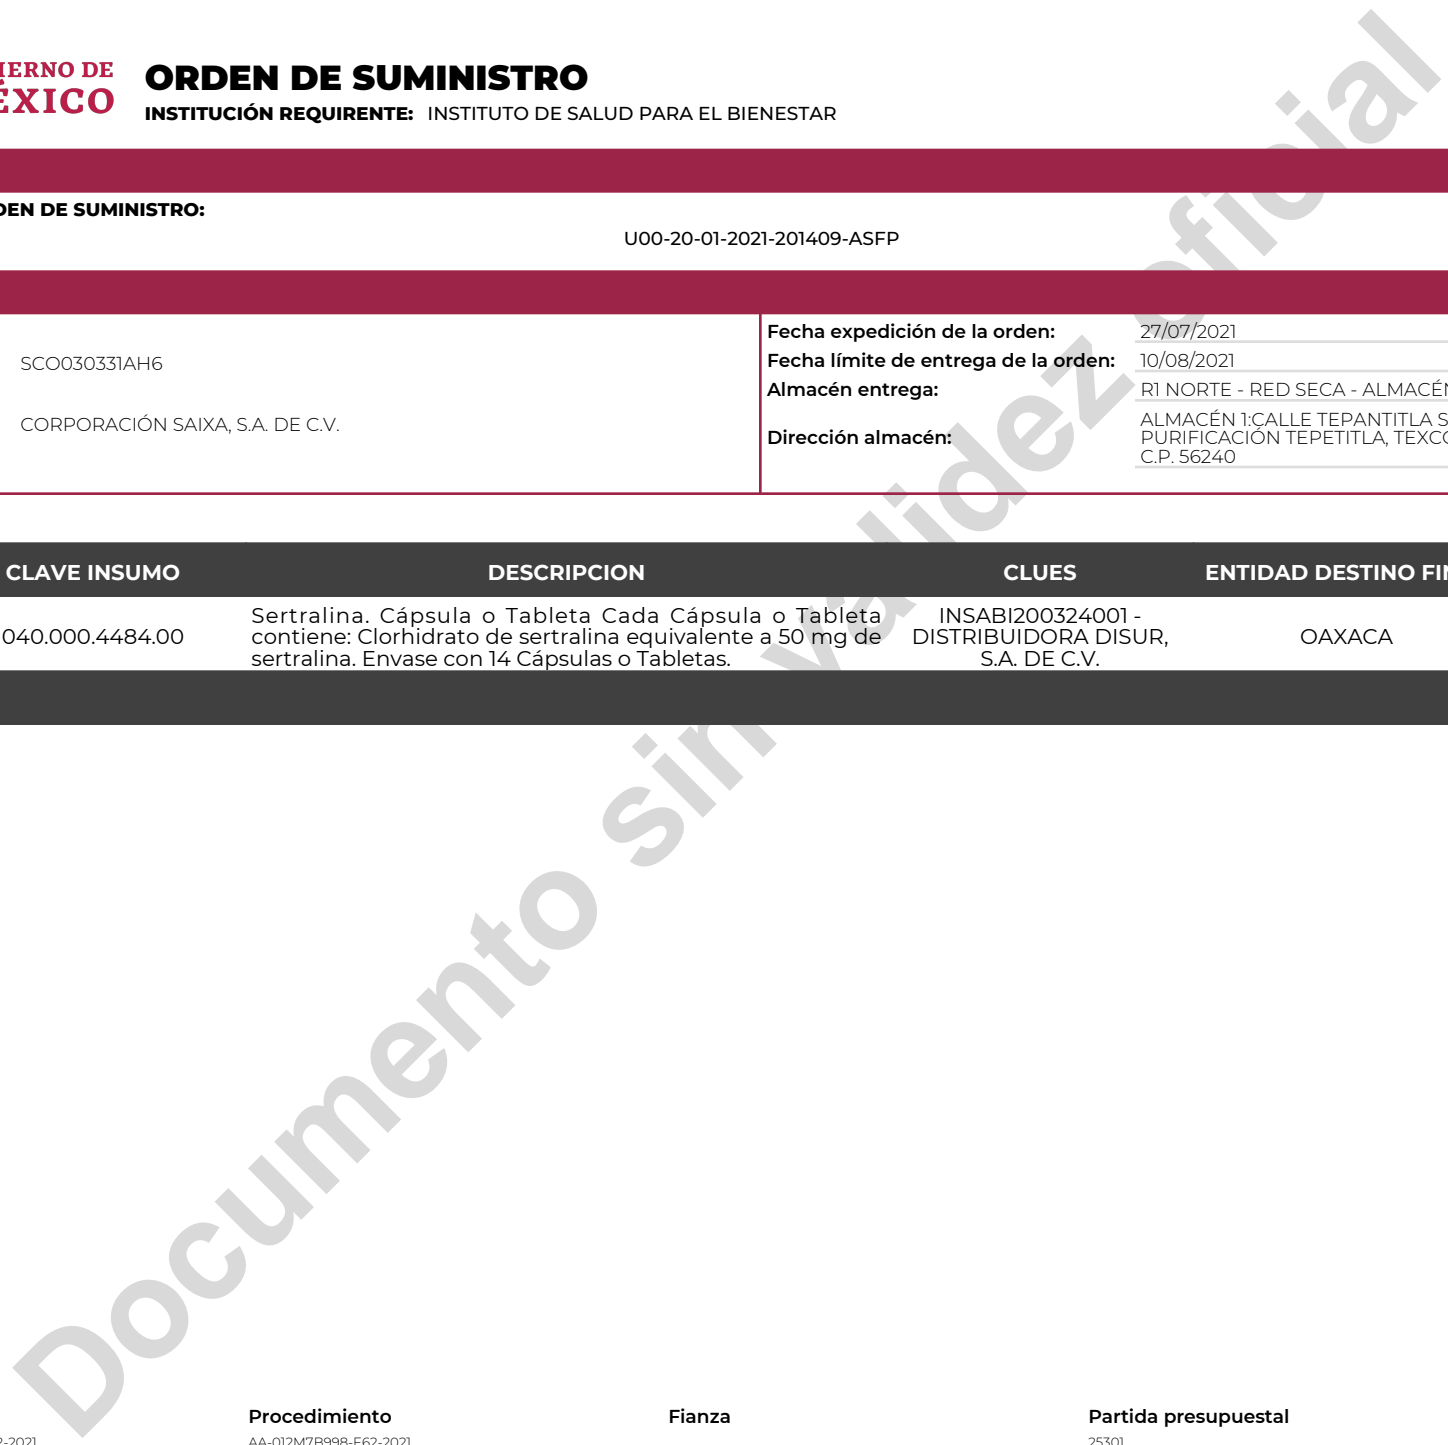 IERNO DE
ÉXICO
ORDEN DE SUMINISTRO
INSTITUCIÓN REQUIRENTE: INSTITUTO DE SALUD PARA EL BIENESTAR
DEN DE SUMINISTRO:
U00-20-01-2021-201409-ASFP
SCO030331AH6
CORPORACIÓN SAIXA, S.A. DE C.V.
Fecha expedición de la orden: 27/07/2021
Fecha límite de entrega de la orden: 10/08/2021
Almacén entrega: R1 NORTE - RED SECA - ALMACÉN
Dirección almacén: ALMACÉN 1:CALLE TEPANTITLA S
PURIFICACIÓN TEPETITLA, TEXCO
C.P. 56240
CLAVE INSUMO DESCRIPCION CLUES ENTIDAD DESTINO FIN
040.000.4484.00
Sertralina. Cápsula o Tableta Cada Cápsula o Tableta
contiene: Clorhidrato de sertralina equivalente a 50 mg de
sertralina. Envase con 14 Cápsulas o Tabletas.
INSABI200324001 -
DISTRIBUIDORA DISUR,
S.A. DE C.V.
OAXACA
Documento sin validez oficial
Procedimiento Fianza Partida presupuestal
2-2021 AA-012M7B998-E62-2021 25301